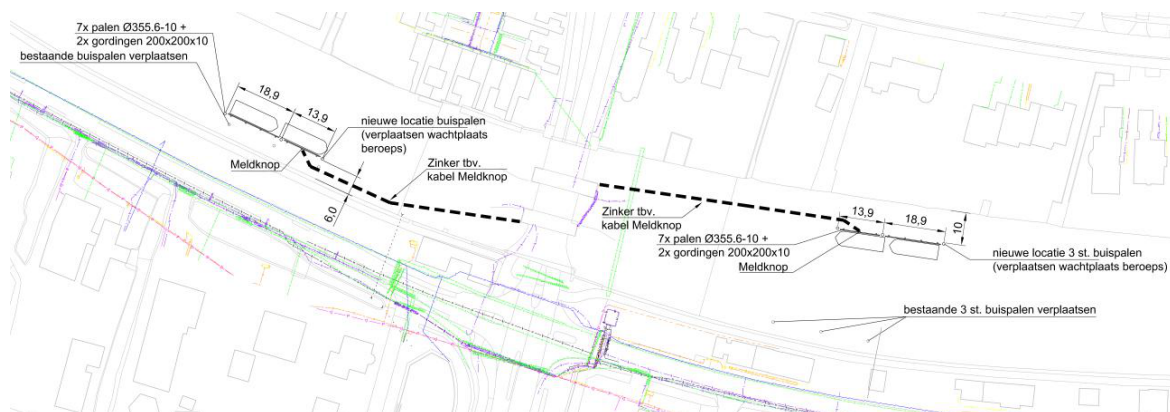 7x palen Ø355.6-10 +
2x gordingen 200x200x10
bestaande buispalen verplaatsen
18,9
13,9
nieuwe locatie buispalen
(verplaatsen wachtplaats
beroeps)
Meldknop
Zinker tbv.
kabel Meldknop
6.0
Zinker tbv.
kabel Meldknop
13,9
18,9
10
7x palen Ø355.6-10 +
2x gordingen 200x200x10
Meldknop
nieuwe locatie 3 st. buispalen
(verplaatsen wachtplaats beroeps)
bestaande 3 st. buispalen verplaatsen